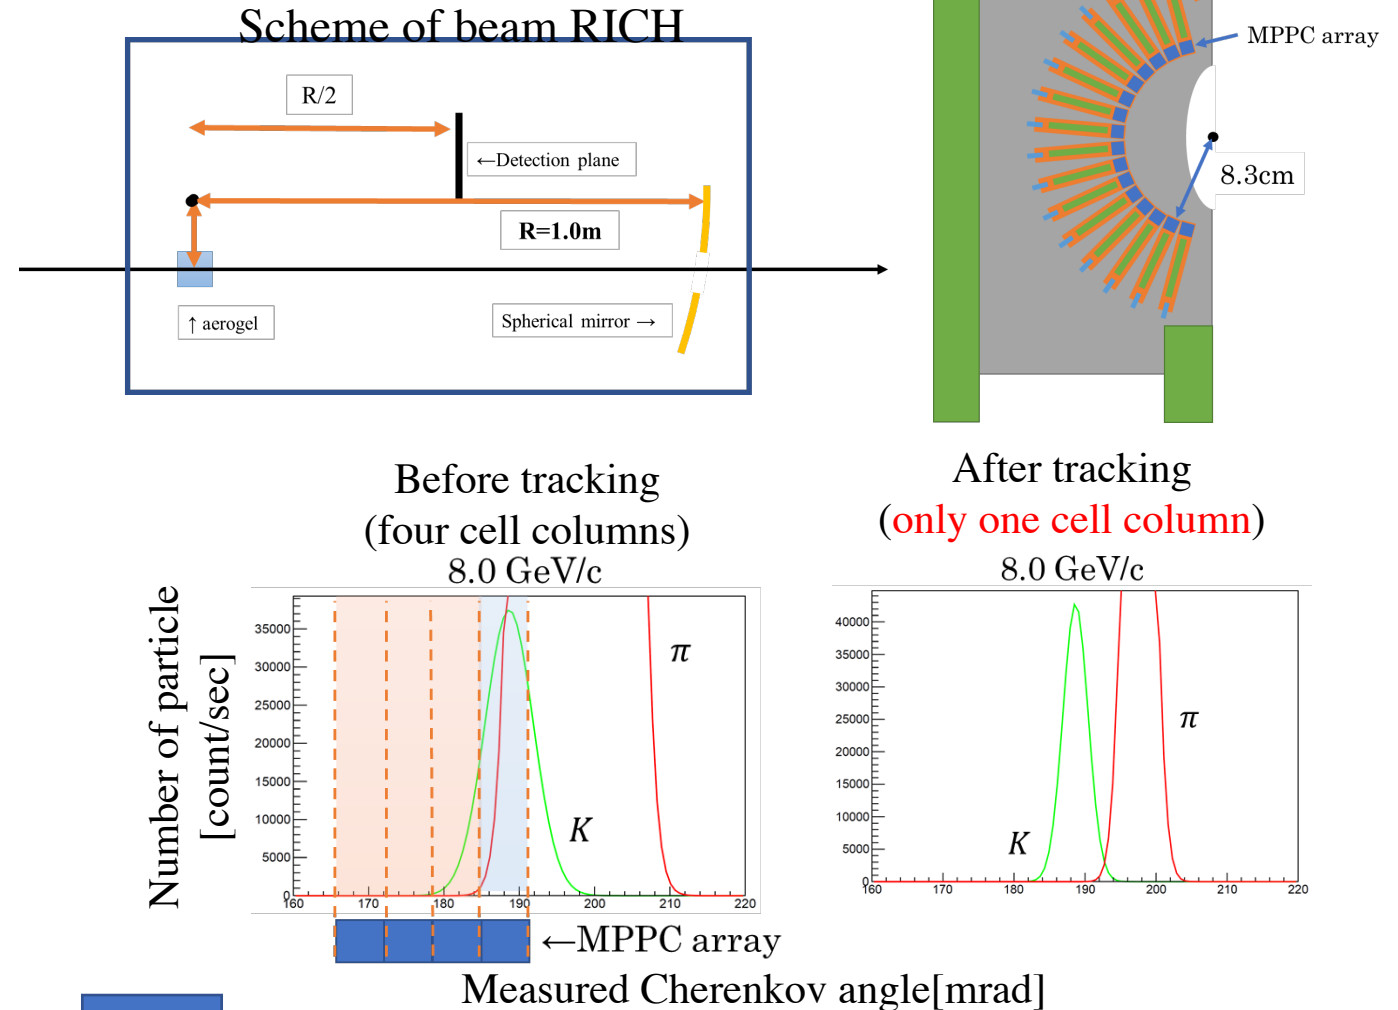 Scheme of beam RICH
R/2
←Detection plane
R=1.0m
↑ aerogel
Spherical mirror →
MPPC array
8.3cm
Before tracking
(four cell columns)
8.0 GeV/c
Number of particle
[count/sec]
35000
30000
25000
20000
15000
10000
5000
0
160 170 180 190 200 210 220
π
K
←MPPC array
After tracking
(only one cell column)
8.0 GeV/c
40000
35000
30000
25000
20000
15000
10000
5000
0
160 170 180 190 200 210 220
π
K
Measured Cherenkov angle[mrad]